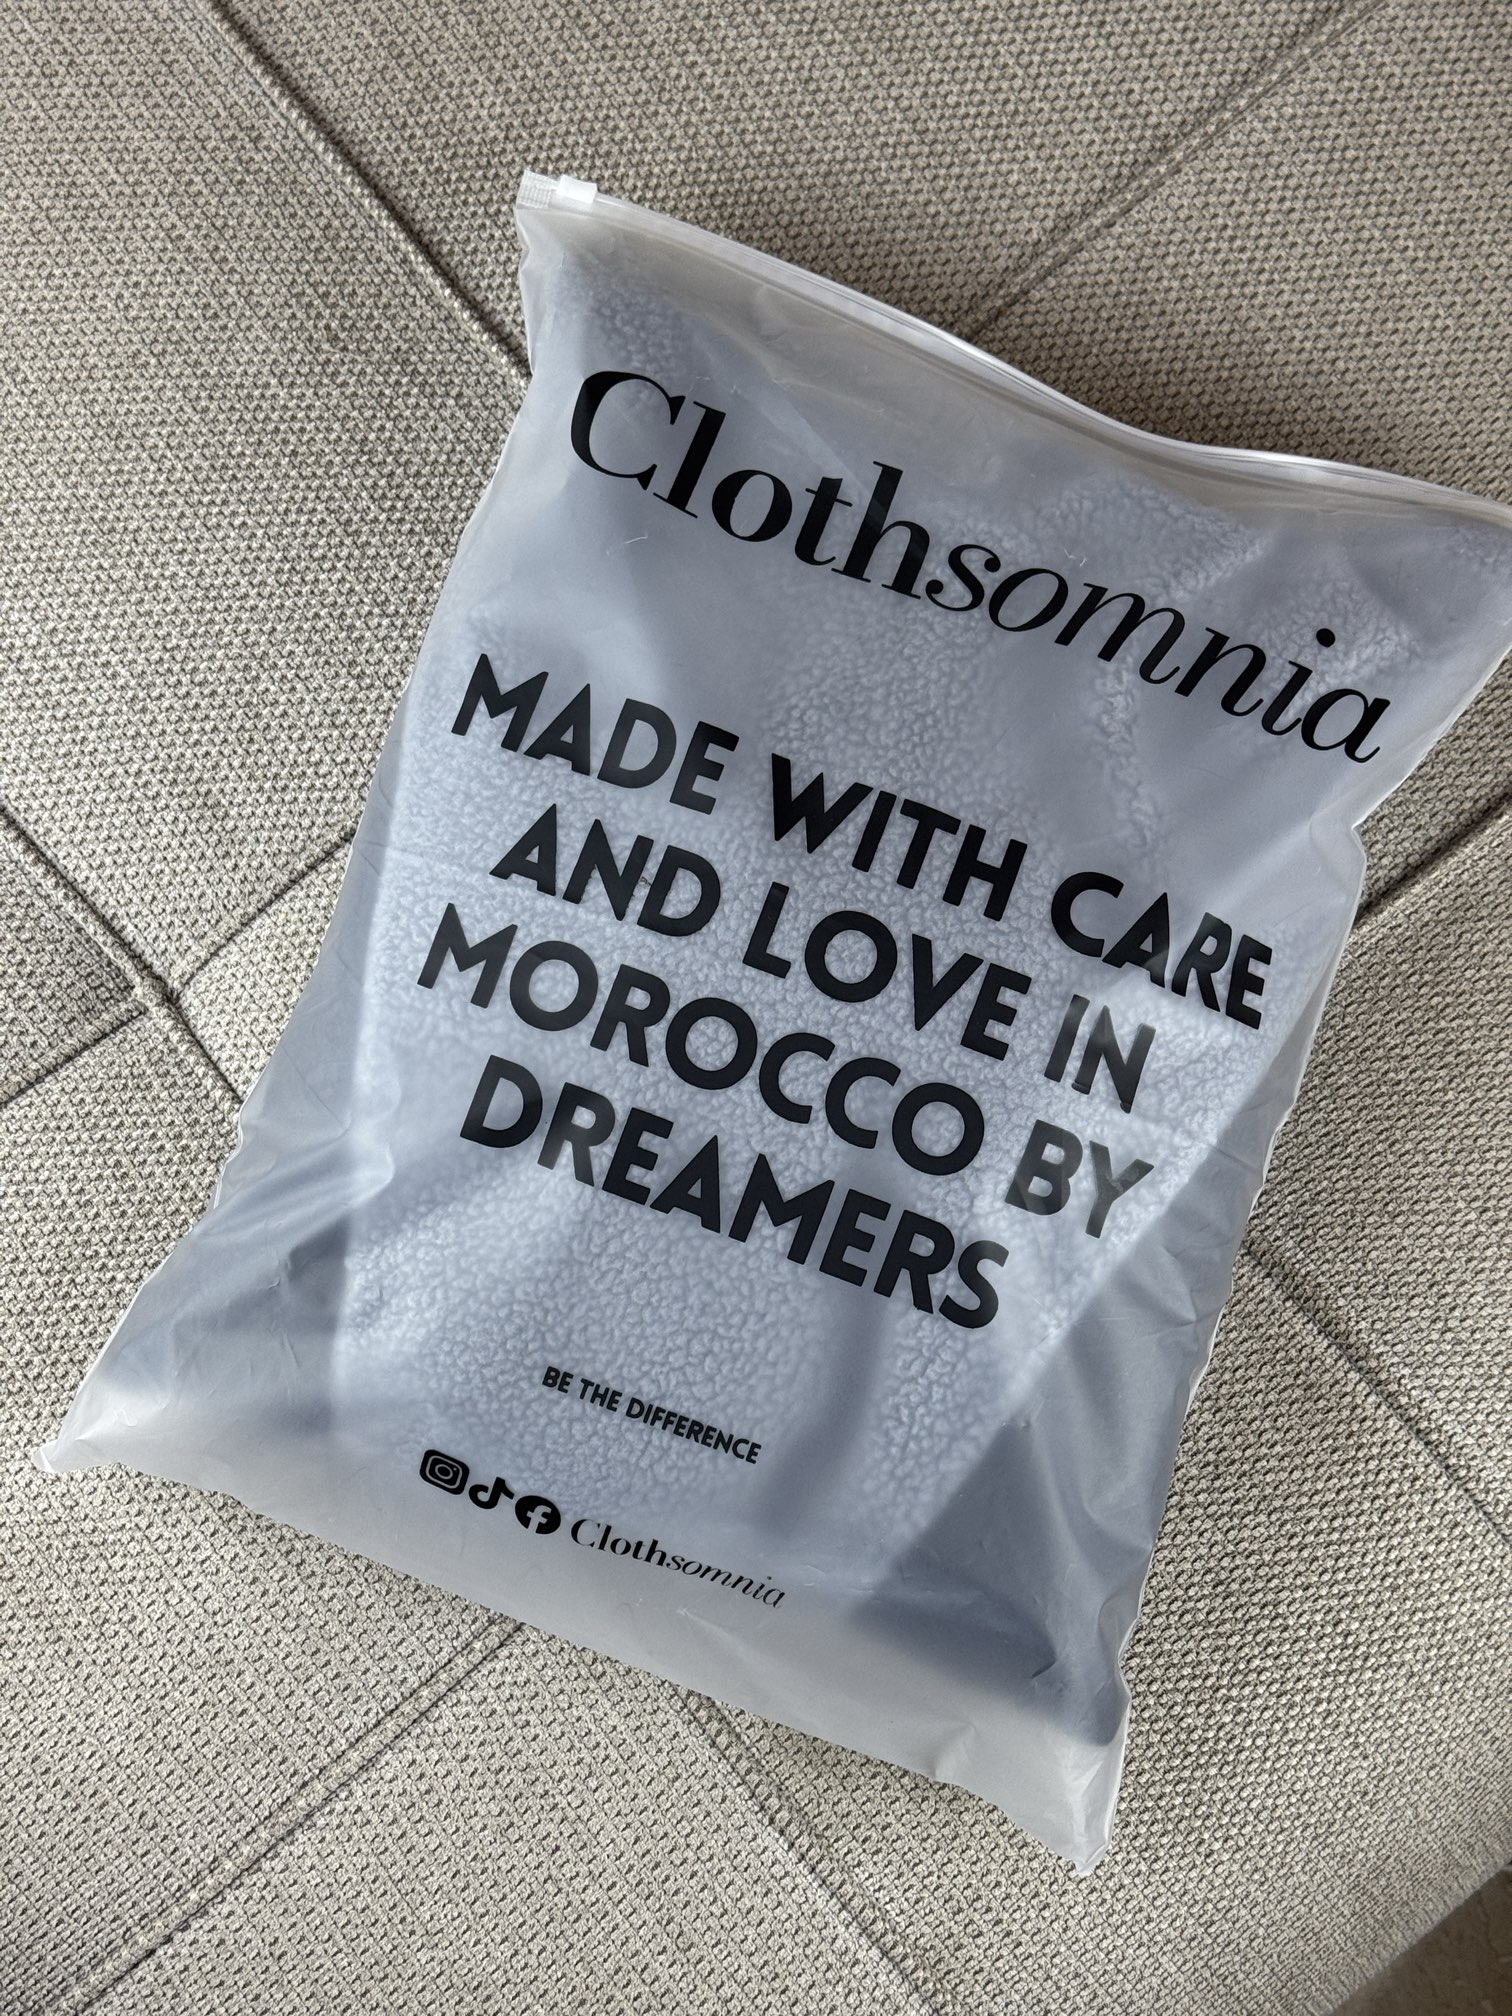 Clothsomnia
MADE WITH CARE
AND LOVE IN
MOROCCO BY
DREAMERS
BE THE DIFFERENCE
Clothsomnia